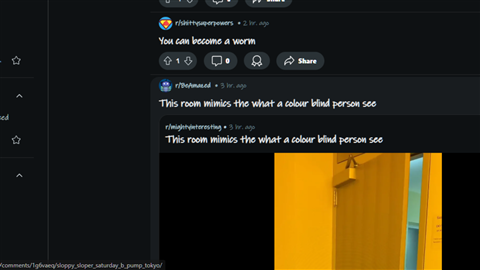 Share
r/shittysuperpowers • 2 hr. ago
You can become a worm
1
0
Share
r/BeAmazed • 3 hr. ago
This room mimics the what a colour blind person see
r/mightyinteresting • 3 hr. ago
This room mimics the what a colour blind person see
/comments/1g6vaeq/sloppy_sloper_saturday_b_pump_tokyo/